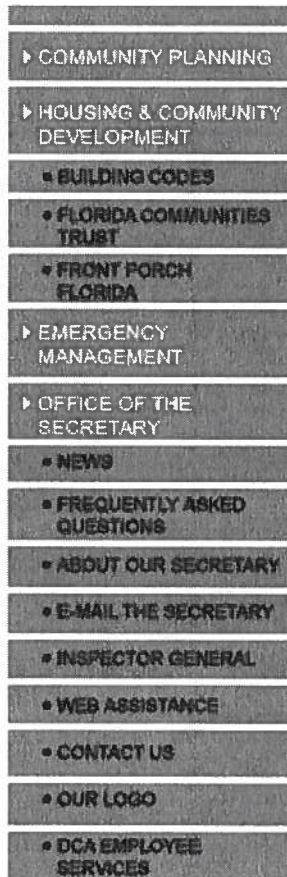 COMMUNITY PLANNING
HOUSING & COMMUNITY
DEVELOPMENT
BUILDING CODES
FLORIDA COMMUNITIES
TRUST
FRONT PORCH
FLORIDA
EMERGENCY
MANAGEMENT
OFFICE OF THE
SECRETARY
NEWS
FREQUENTLY ASKED
QUESTIONS
ABOUT OUR SECRETARY
E-MAIL THE SECRETARY
INSPECTOR GENERAL
WEB ASSISTANCE
CONTACT US
OUR LOGO
DCA EMPLOYEE
SERVICES